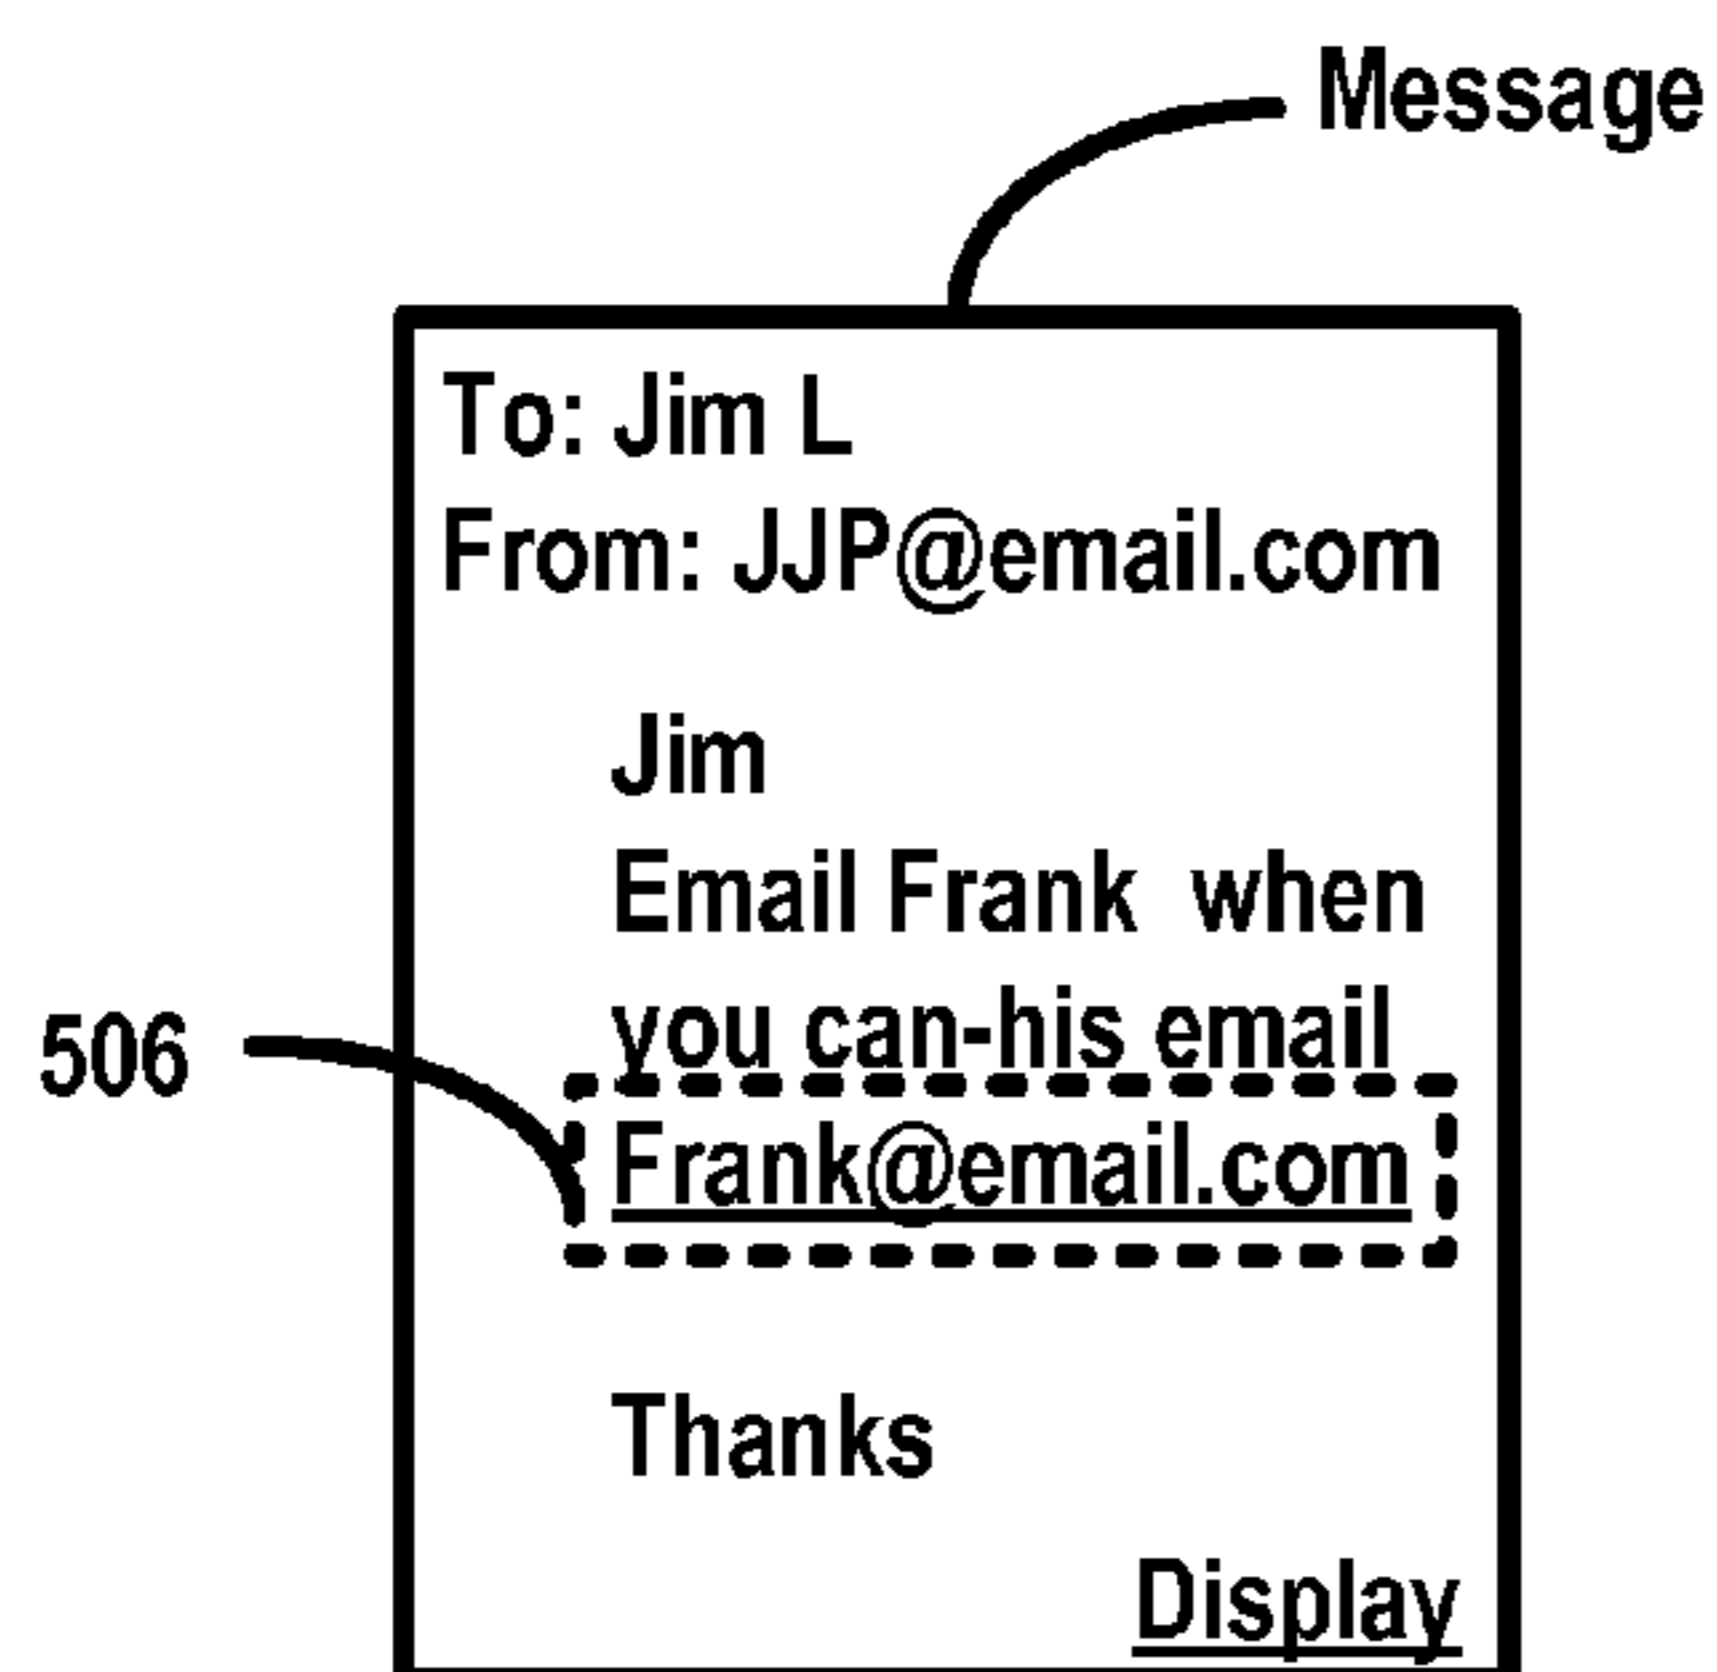 Message
To: Jim L
From: JJP@email.com
Jim
Email Frank when
you can-his email
506
Frank@email.com
Thanks
Display